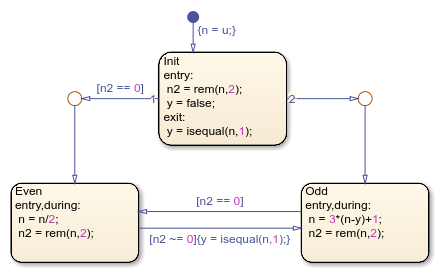 {n = u;}
Init
entry:
n2 = rem(n,2);
y = false;
exit:
y = isequal(n,1);
[n2 == 0]
1
2
Even
entry,during:
n = n/2;
n2 = rem(n,2);
[n2 == 0]
[n2 ~= 0]{y = isequal(n,1);}
Odd
entry,during:
n = 3*(n-y)+1;
n2 = rem(n,2);